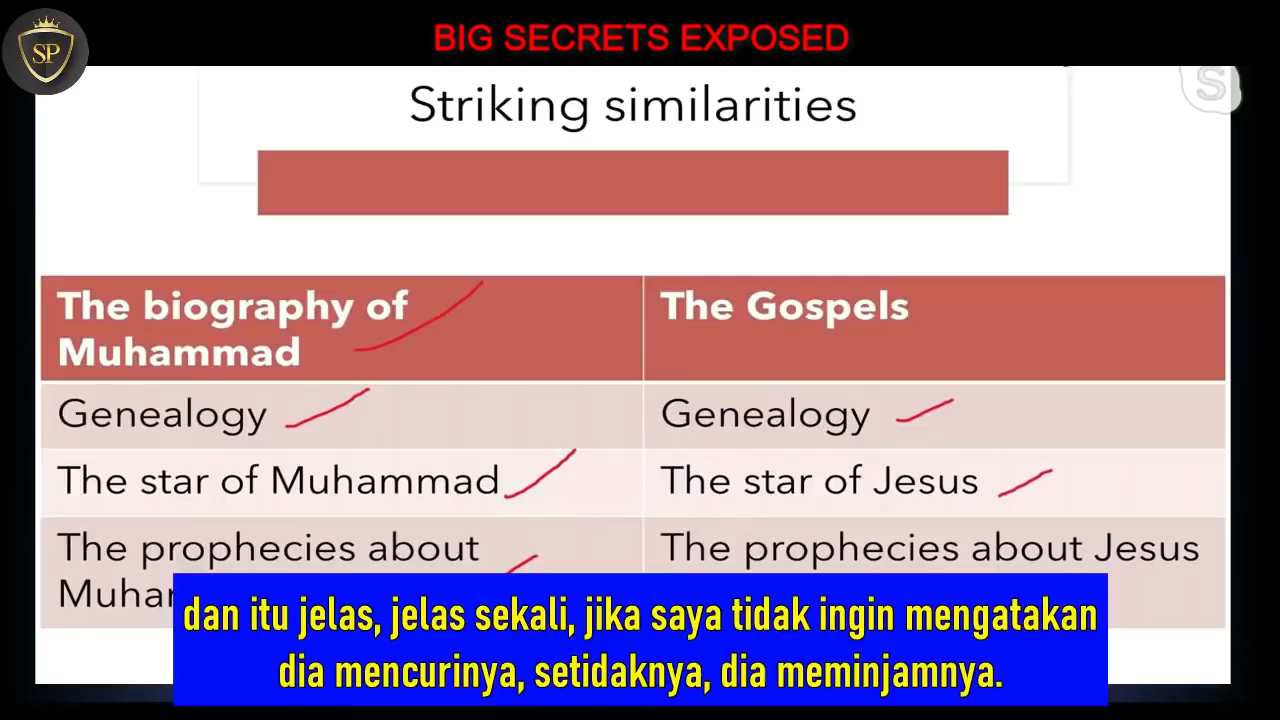 BIG SECRETS EXPOSED
SP
S
Striking similarities
The biography of
Muhammad
The Gospels
Genealogy
Genealogy
The star of Muhammad
The star of Jesus
The prophecies about
The prophecies about Jesus
dan itu jelas, jelas sekali, jika saya tidak ingin mengatakan
dia mencurinya, setidaknya, dia meminjamnya.